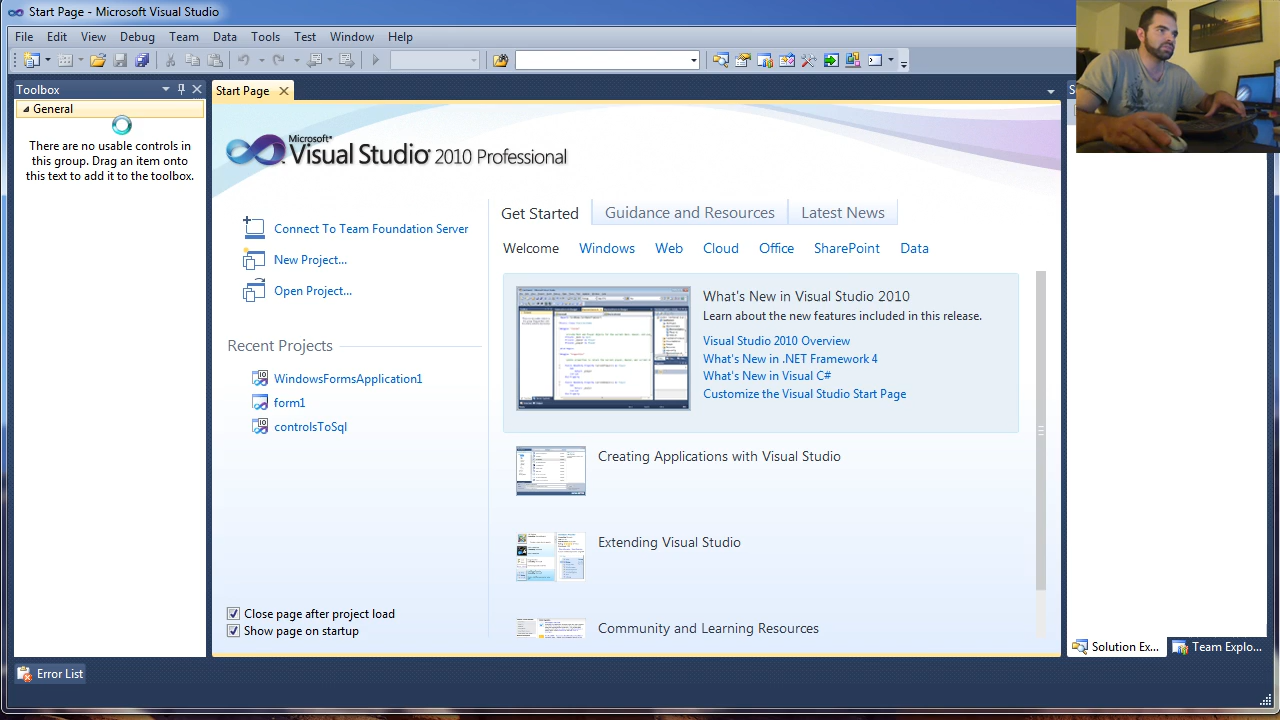 Start Page - Microsoft Visual Studio
File Edit View Debug Team Data Tools Test Window Help
Toolbox
Start Page
General
There are no usable controls in
this group. Drag an item onto
this text to add it to the toolbox.
Microsoft®
Visual Studio® 2010 Professional
Connect To Team Foundation Server
New Project...
Open Project...
Recent Projects
WindowsFormsApplication1
form1
controlsToSql
Close page after project load
Show page on startup
Get Started Guidance and Resources Latest News
Welcome Windows Web Cloud Office SharePoint Data
What's New in Visual Studio 2010
Learn about the new features included in this release.
Visual Studio 2010 Overview
What's New in .NET Framework 4
What's New in Visual C#
Customize the Visual Studio Start Page
Creating Applications with Visual Studio
Extending Visual Studio
Community and Learning Resources
Solution Ex... Team Explo...
Error List